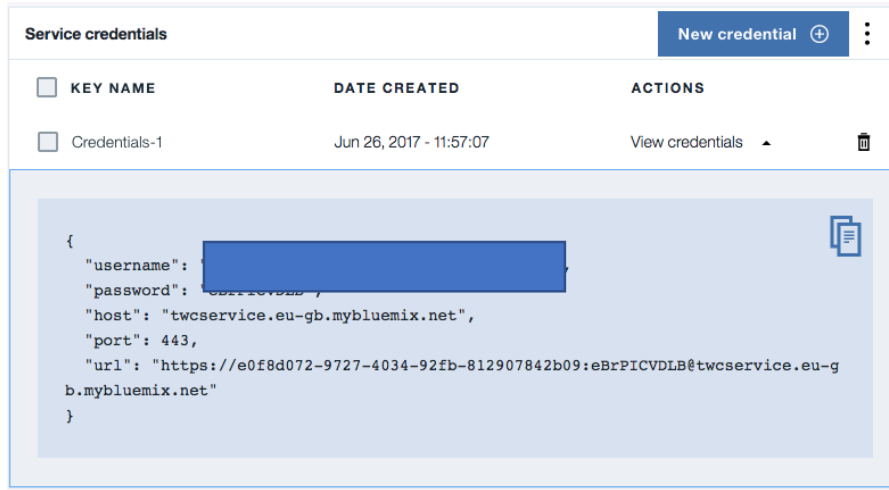 Service credentials
New credential
KEY NAME DATE CREATED ACTIONS
Credentials-1 Jun 26, 2017 - 11:57:07 View credentials
{
"username": "
"password": "
"host": "twcservice.eu-gb.mybluemix.net",
"port": 443,
"url": "https://e0f8d072-9727-4034-92fb-812907842b09:eBrPICVDLB@twcservice.eu-g
b.mybluemix.net"
}